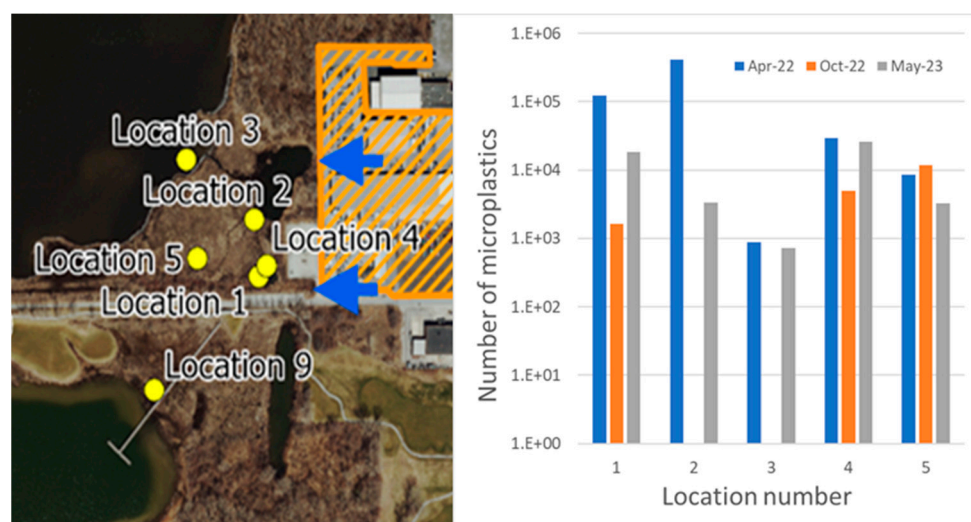 Location 3
Location 2
Location 4
Location 5
Location 1
Location 9
Number of microplastics
1.E+06
1.E+05
1.E+04
1.E+03
1.E+02
1.E+01
1.E+00
Apr-22 Oct-22 May-23
1 2 3 4 5
Location number